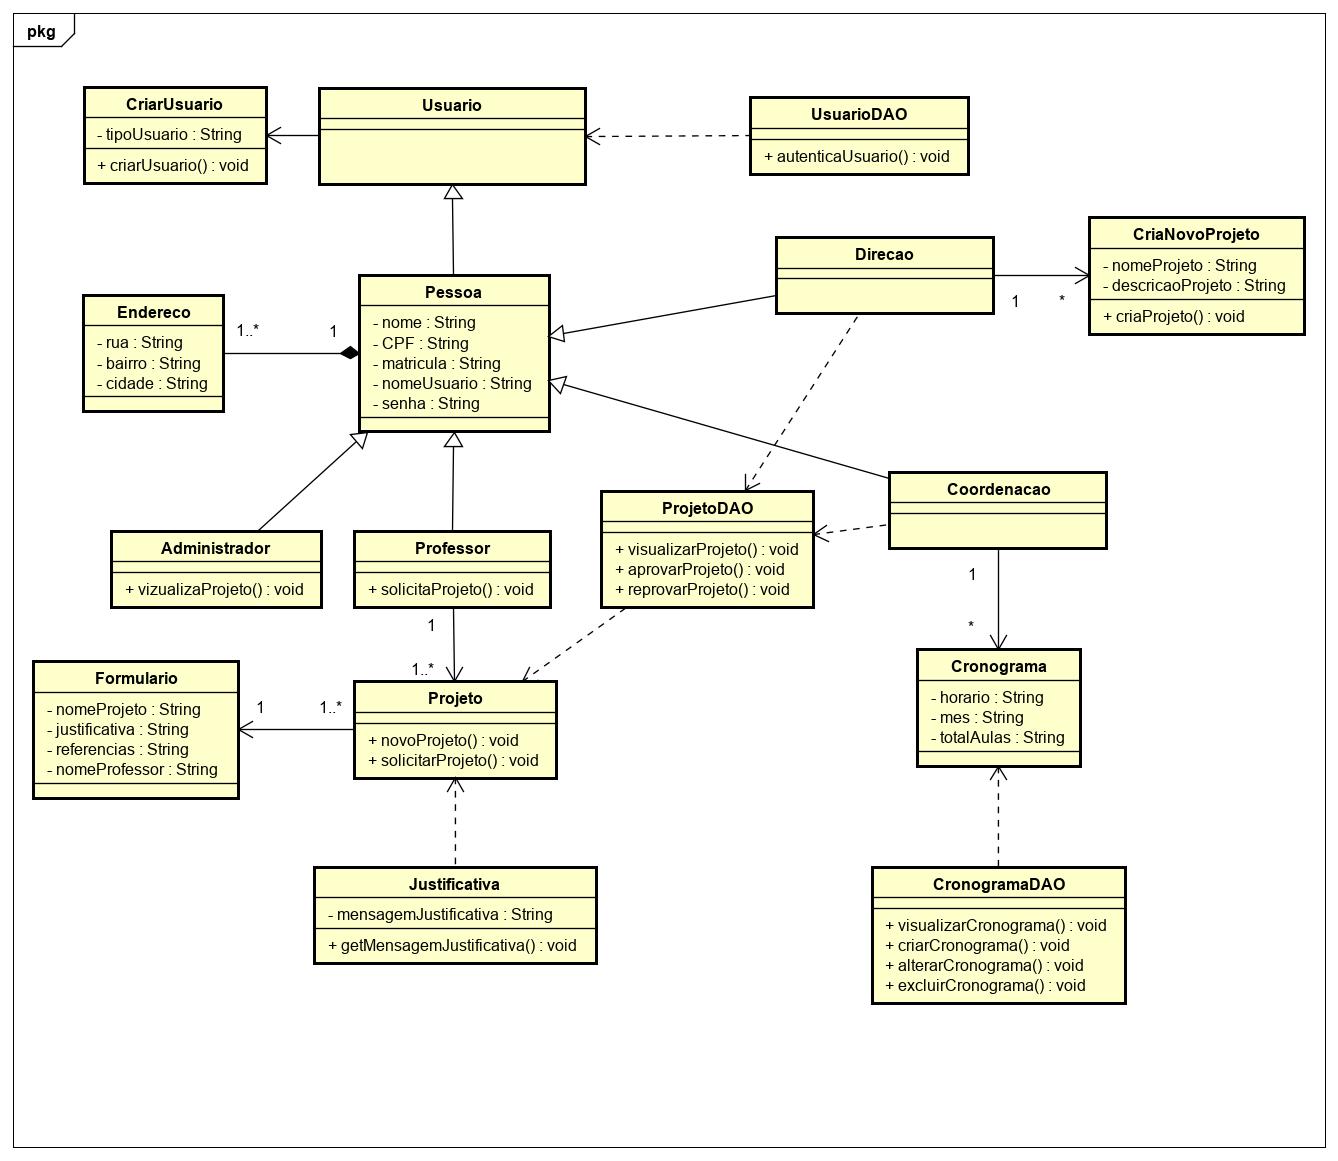 pkg
CriarUsuario
- tipoUsuario : String
+ criarUsuario() : void
Usuario
UsuarioDAO
+ autenticaUsuario() : void
Direcao
1
*
CriaNovoProjeto
- nomeProjeto : String
- descricaoProjeto : String
+ criaProjeto() : void
Endereco
- rua : String
- bairro : String
- cidade : String
1..*
1
Pessoa
- nome : String
- CPF : String
- matricula : String
- nomeUsuario : String
- senha : String
Administrador
+ vizualizaProjeto() : void
Professor
+ solicitaProjeto() : void
ProjetoDAO
+ visualizarProjeto() : void
+ aprovarProjeto() : void
+ reprovarProjeto() : void
Coordenacao
1
*
1
1..*
Formulario
- nomeProjeto : String
- justificativa : String
- referencias : String
- nomeProfessor : String
1
1..*
Projeto
+ novoProjeto() : void
+ solicitarProjeto() : void
Cronograma
- horario : String
- mes : String
- totalAulas : String
Justificativa
- mensagemJustificativa : String
+ getMensagemJustificativa() : void
CronogramaDAO
+ visualizarCronograma() : void
+ criarCronograma() : void
+ alterarCronograma() : void
+ excluirCronograma() : void